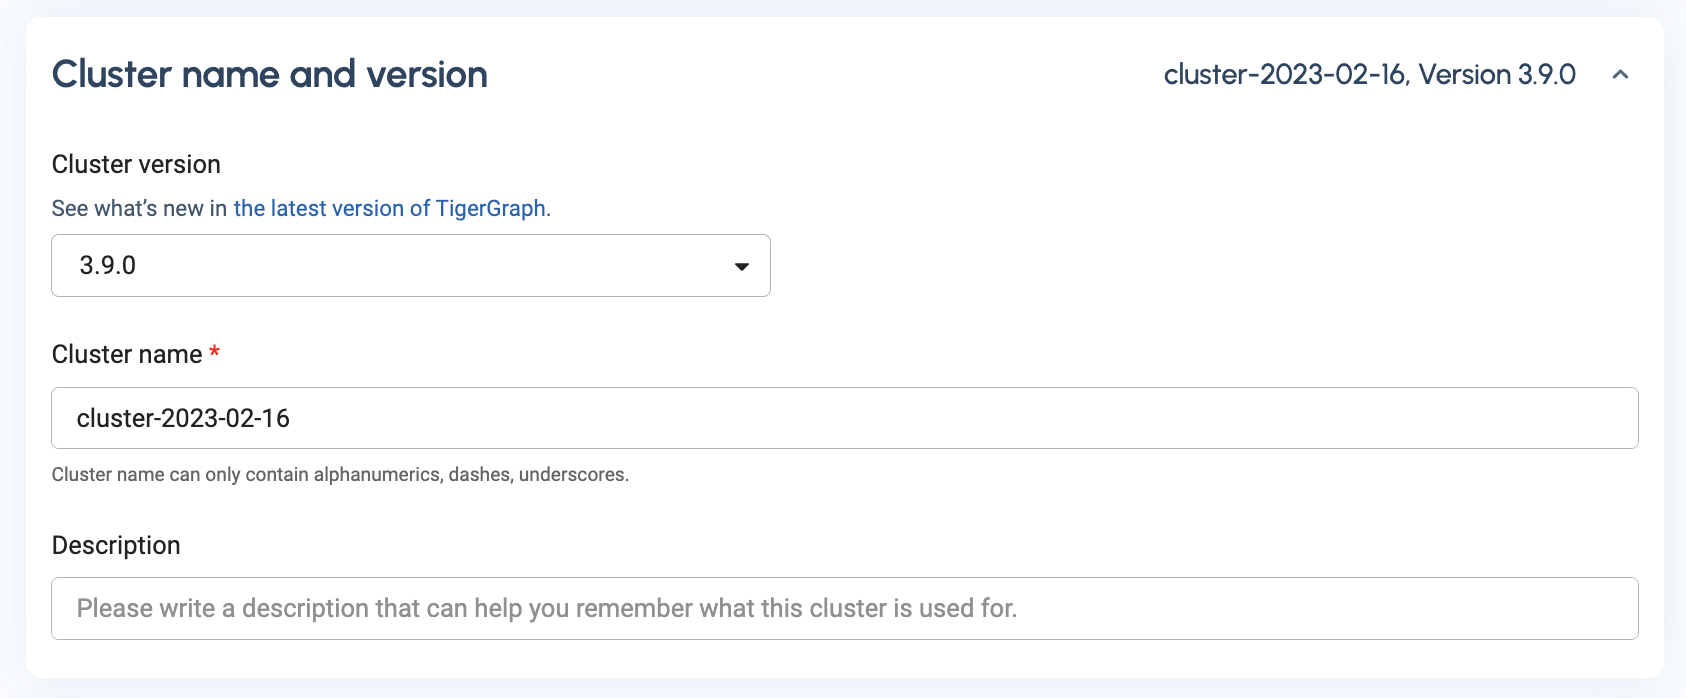 Cluster name and version
cluster-2023-02-16, Version 3.9.0
Cluster version
See what’s new in the latest version of TigerGraph.
3.9.0
Cluster name *
cluster-2023-02-16
Cluster name can only contain alphanumerics, dashes, underscores.
Description
Please write a description that can help you remember what this cluster is used for.